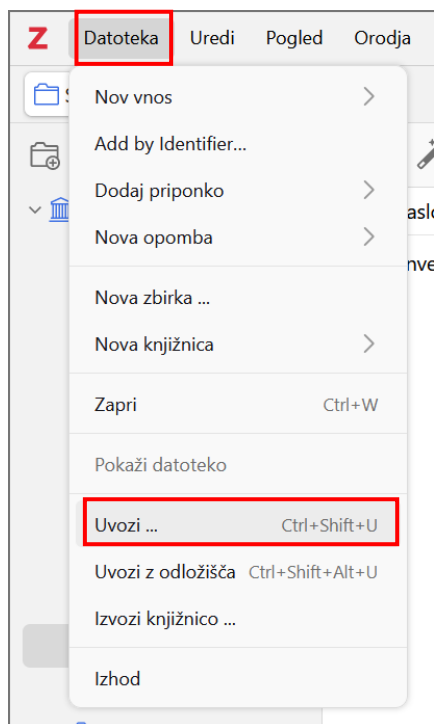 Z Datoteka Uredi Pogled Orodja
Nov vnos
Add by Identifier...
Dodaj priponko
Nova opomba
Nova zbirka ...
Nova knjižnica
Zapri Ctrl+W
Pokaži datoteko
Uvozi ... Ctrl+Shift+U
Uvozi z odložišča Ctrl+Shift+Alt+U
Izvozi knjižnico ...
Izhod